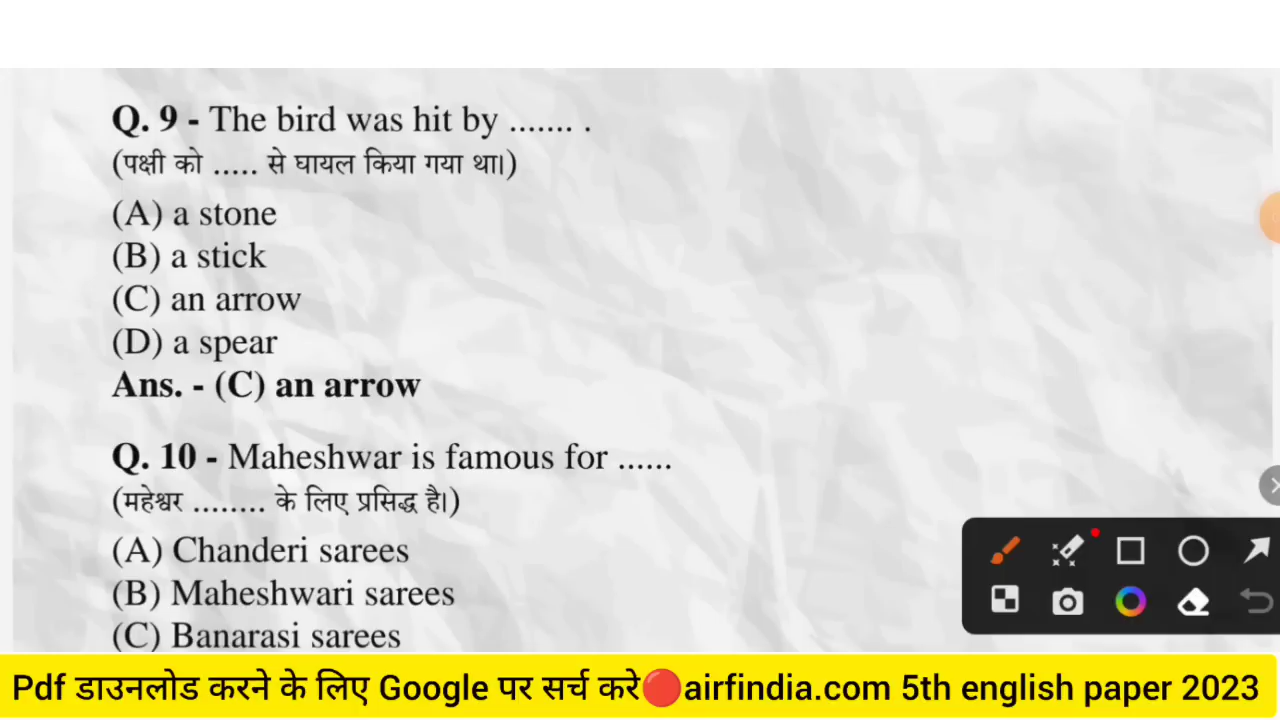 Q. 9 - The bird was hit by ....... .
(पक्षी को ..... से घायल किया गया था।)
(A) a stone
(B) a stick
(C) an arrow
(D) a spear
Ans. - (C) an arrow
Q. 10 - Maheshwar is famous for ......
(महेश्वर ........ के लिए प्रसिद्ध है।)
(A) Chanderi sarees
(B) Maheshwari sarees
(C) Banarasi sarees
Pdf डाउनलोड करने के लिए Google पर सर्च करे🔴airfindia.com 5th english paper 2023